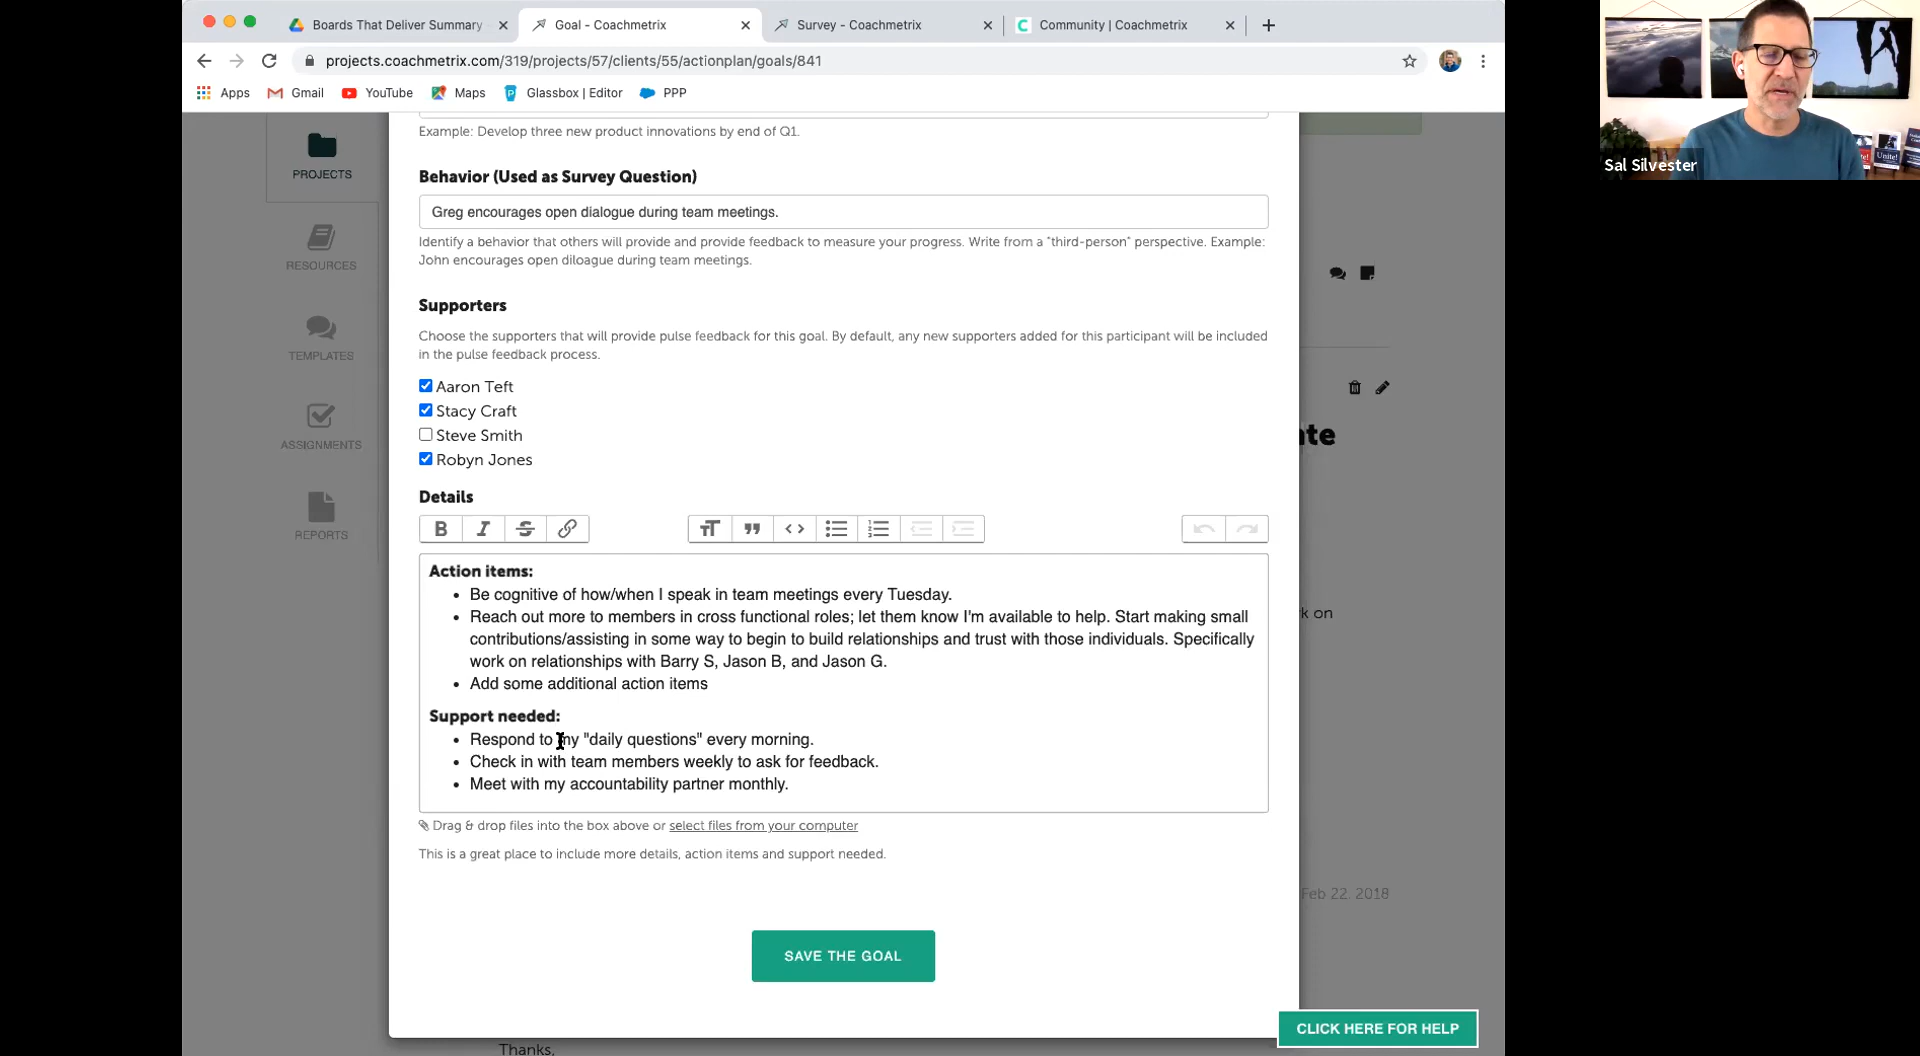 Boards That Deliver Summary
Goal - Coachmetrix
Survey - Coachmetrix
Community | Coachmetrix
projects.coachmetrix.com/319/projects/57/clients/55/actionplan/goals/841
Apps
Gmail
YouTube
Maps
Glassbox | Editor
PPP
Sal Silvester
PROJECTS
RESOURCES
TEMPLATES
ASSIGNMENTS
REPORTS
Example: Develop three new product innovations by end of Q1.
Behavior (Used as Survey Question)
Greg encourages open dialogue during team meetings.
Identify a behavior that others will provide and provide feedback to measure your progress. Write from a "third-person" perspective. Example:
John encourages open diloague during team meetings.
Supporters
Choose the supporters that will provide pulse feedback for this goal. By default, any new supporters added for this participant will be included
in the pulse feedback process.
Aaron Teft
Stacy Craft
Steve Smith
Robyn Jones
Details
Action items:
• Be cognitive of how/when I speak in team meetings every Tuesday.
• Reach out more to members in cross functional roles; let them know I'm available to help. Start making small
contributions/assisting in some way to begin to build relationships and trust with those individuals. Specifically
work on relationships with Barry S, Jason B, and Jason G.
• Add some additional action items
Support needed:
• Respond to my "daily questions" every morning.
• Check in with team members weekly to ask for feedback.
• Meet with my accountability partner monthly.
Drag & drop files into the box above or select files from your computer
This is a great place to include more details, action items and support needed.
SAVE THE GOAL
on
Feb 22, 2018
CLICK HERE FOR HELP
Thanks,
Unite!